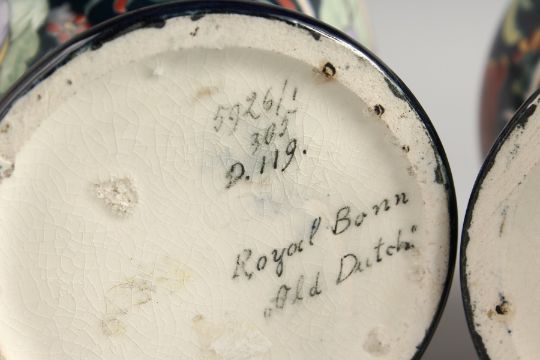 5926/1
305
D.119.
Royal Bonn
„Old Dutch"